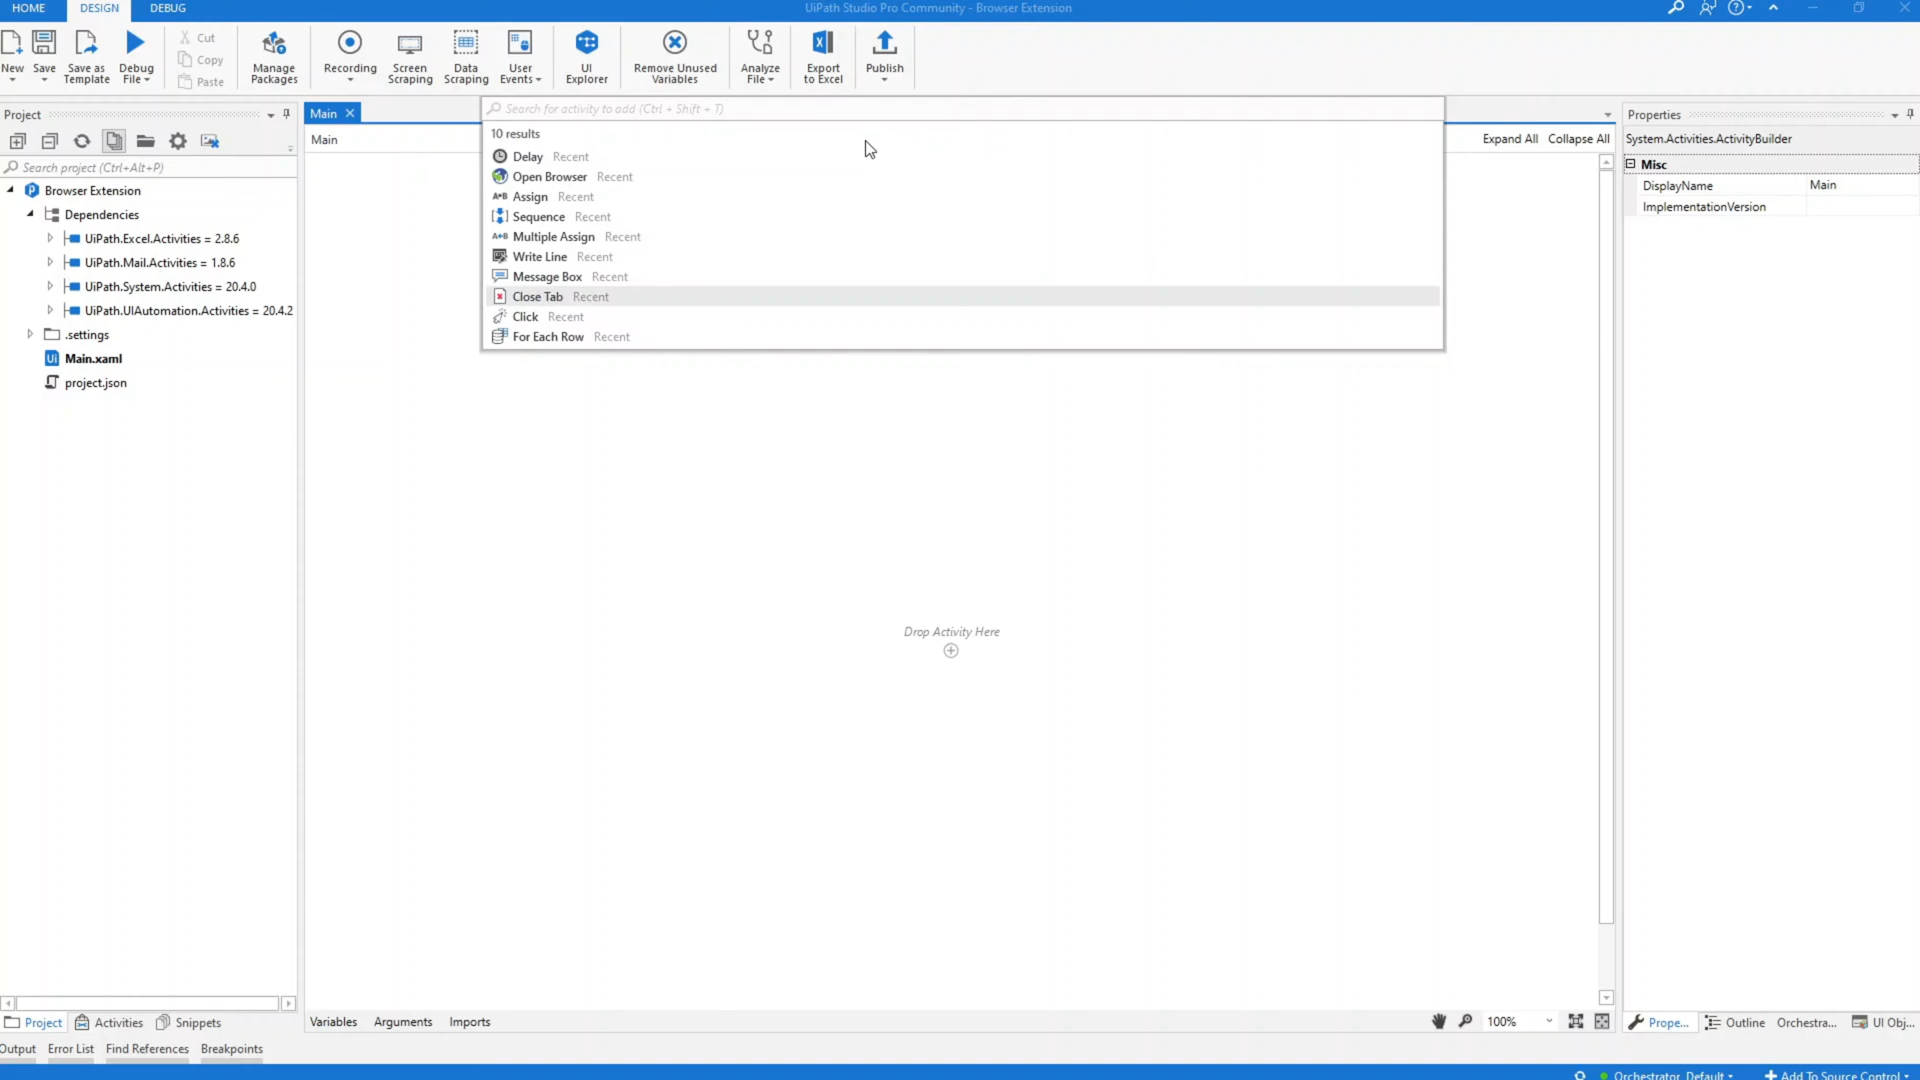 HOME DESIGN DEBUG UiPath Studio Pro Community - Browser Extension
New Save Save as Template Debug File Cut Copy Paste Manage Packages Recording Screen Scraping Data Scraping User Events UI Explorer Remove Unused Variables Analyze File Export to Excel Publish
Project
Main
Search for activity to add (Ctrl + Shift + T)
Properties
Main
10 results
Expand All Collapse All
System.Activities.ActivityBuilder
Search project (Ctrl+Alt+P)
Browser Extension
Dependencies
UiPath.Excel.Activities = 2.8.6
UiPath.Mail.Activities = 1.8.6
UiPath.System.Activities = 20.4.0
UiPath.UIAutomation.Activities = 20.4.2
.settings
Main.xaml
project.json
Delay Recent
Open Browser Recent
Assign Recent
Sequence Recent
Multiple Assign Recent
Write Line Recent
Message Box Recent
Close Tab Recent
Click Recent
For Each Row Recent
Misc
DisplayName Main
ImplementationVersion
Drop Activity Here
Project Activities Snippets
Variables Arguments Imports
100%
Prope... Outline Orchestra... UI Obj...
Output Error List Find References Breakpoints
Orchestrator, Default Add To Source Control